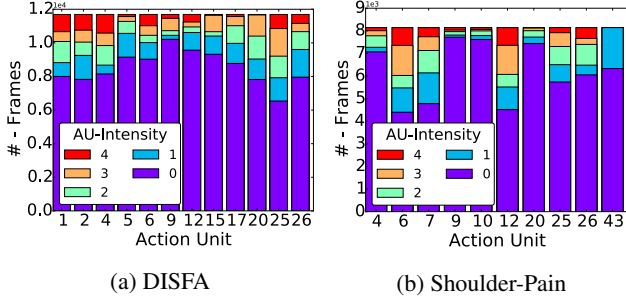 1e4
# - Frames
1.2
1.0
0.8
0.6
0.4
0.2
0.0
AU-Intensity
4 1
3 0
2
1 2 4 5 6 9 12 15 17 20 25 26
Action Unit
(a) DISFA
1e3
# - Frames
9
8
7
6
5
4
3
2
1
0
AU-Intensity
4 1
3 0
2
4 6 7 9 10 12 20 25 26 43
Action Unit
(b) Shoulder-Pain